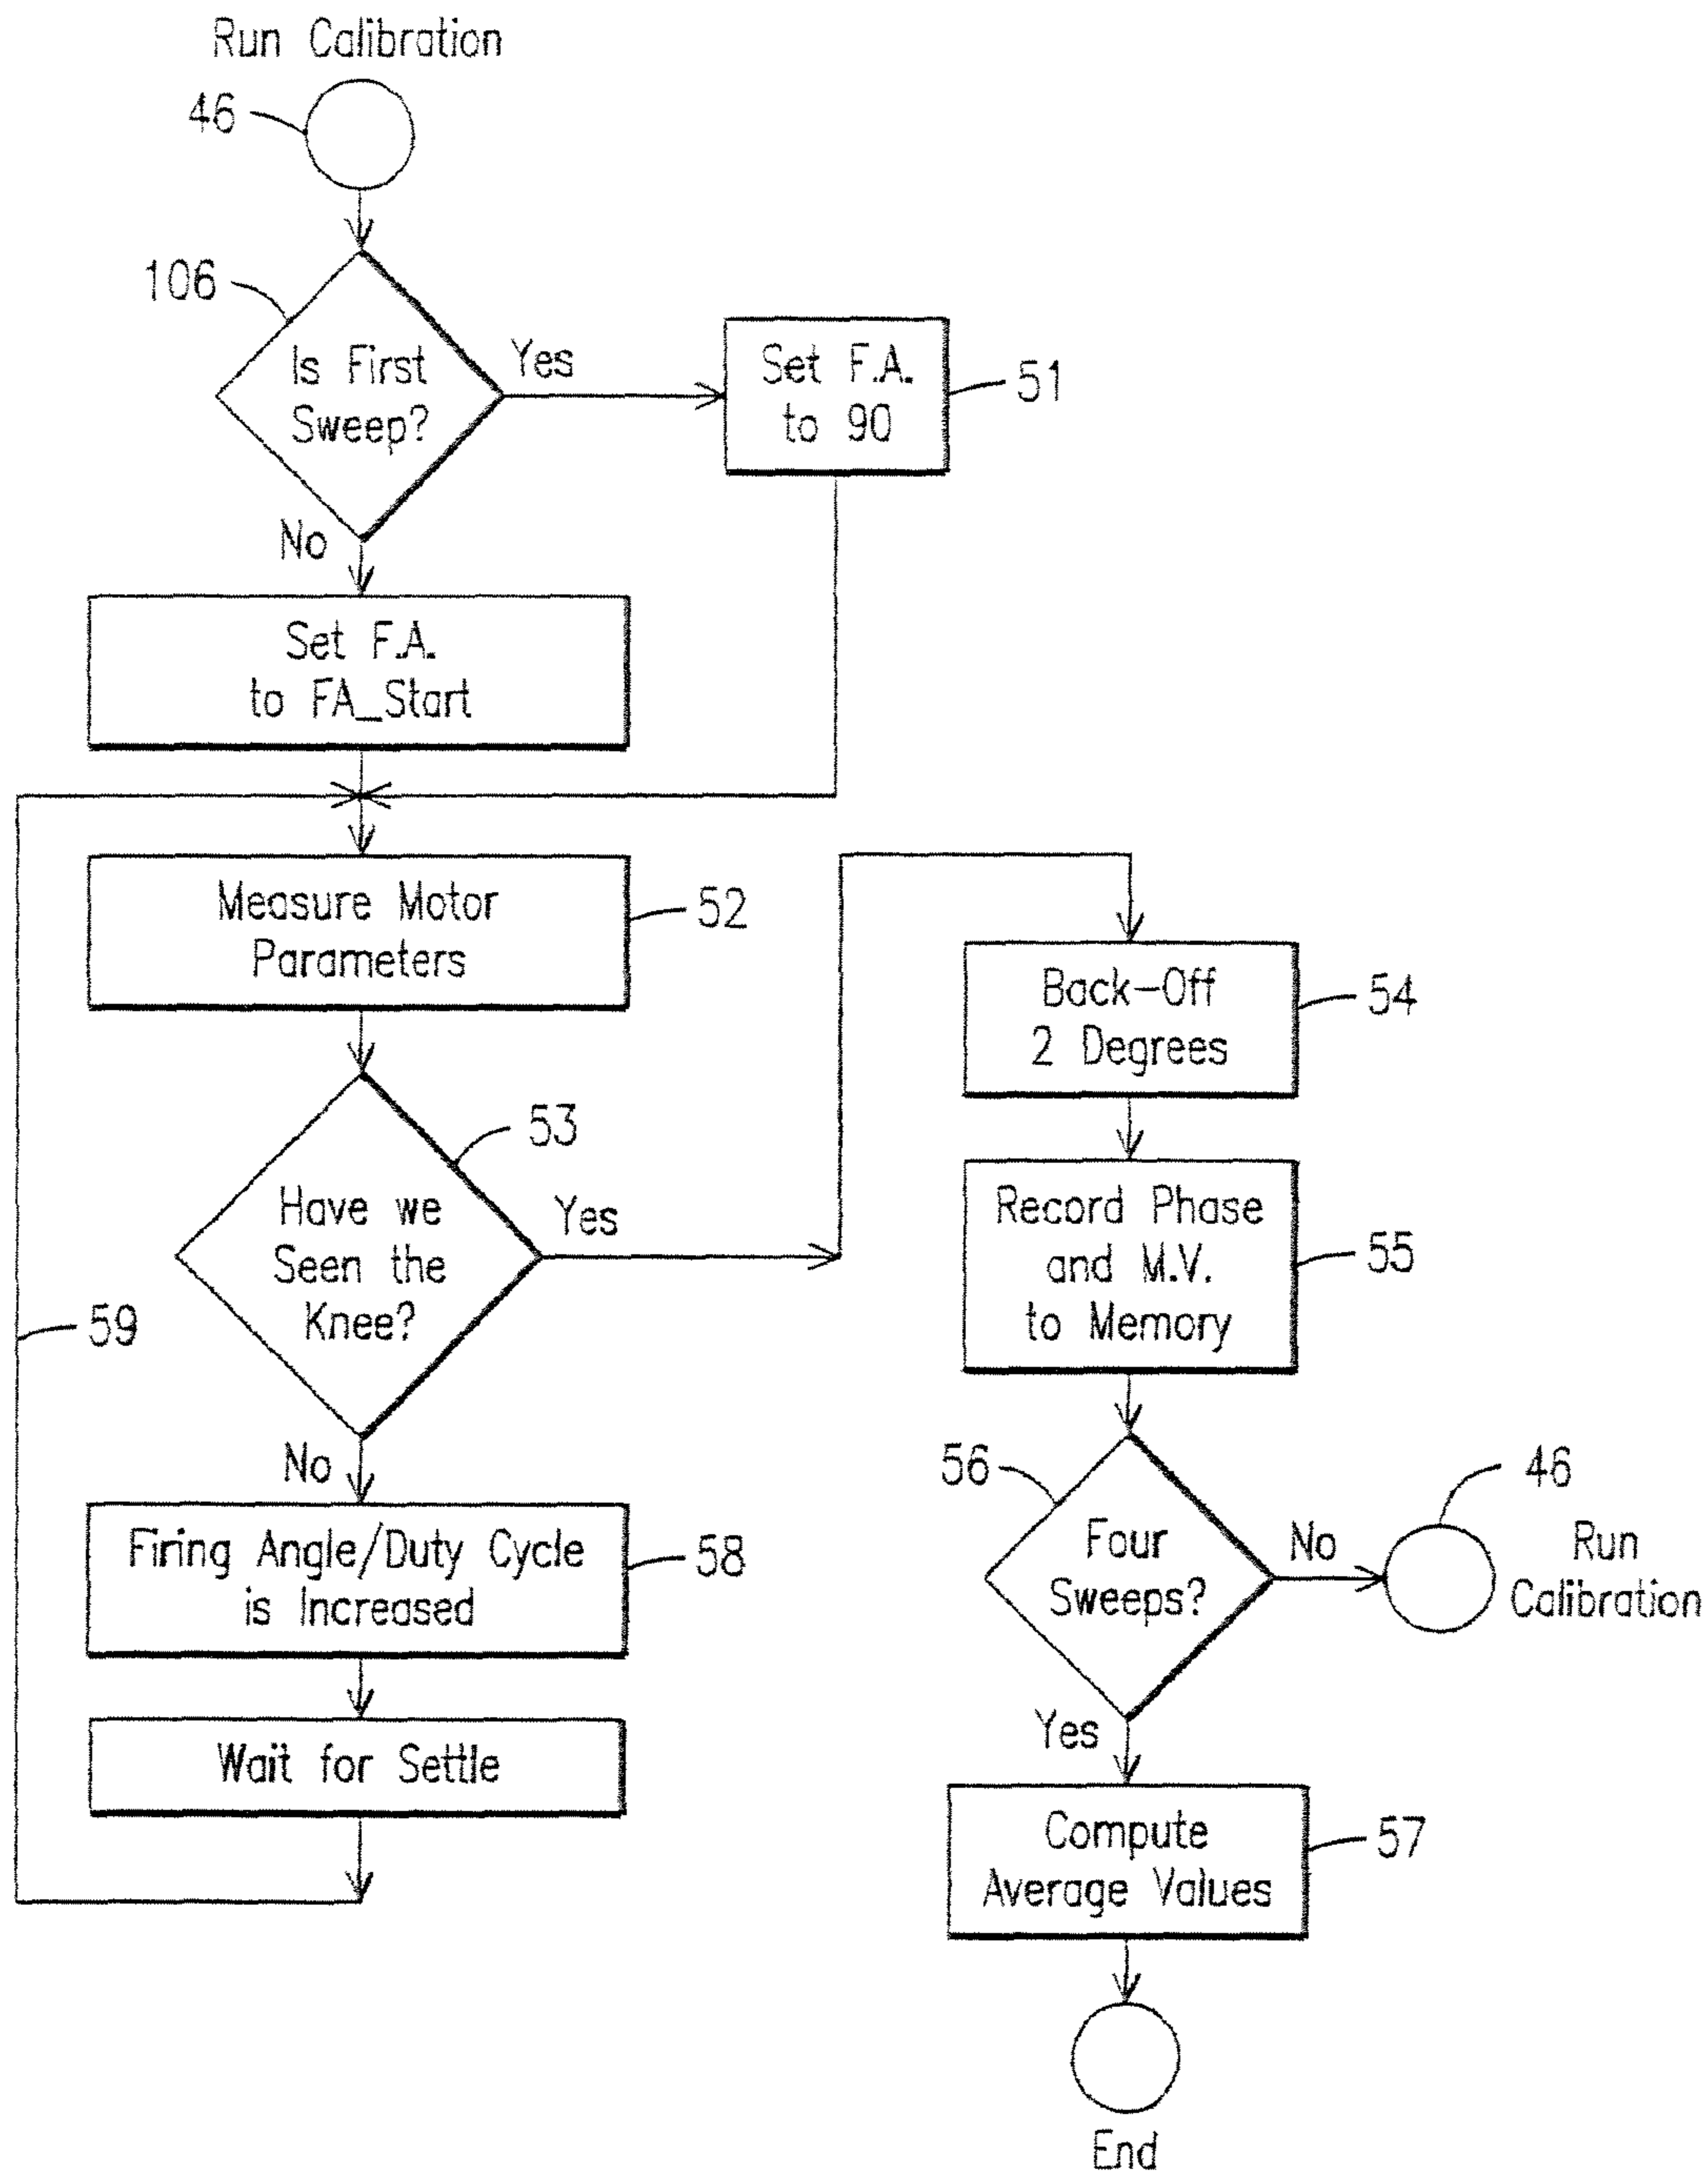 Run Calibration
46
106
Is First
Sweep?
Yes
Set F.A.
to 90
51
No
Set F.A.
to FA_Start
Measure Motor
Parameters
52
53
Have we
Seen the
Knee?
Yes
59
No
Firing Angle/Duty Cycle
is Increased
58
Wait for Settle
Back-Off
2 Degrees
54
Record Phase
and M.V.
to Memory
55
56
Four
Sweeps?
No
46
Run
Calibration
Yes
Compute
Average Values
57
End